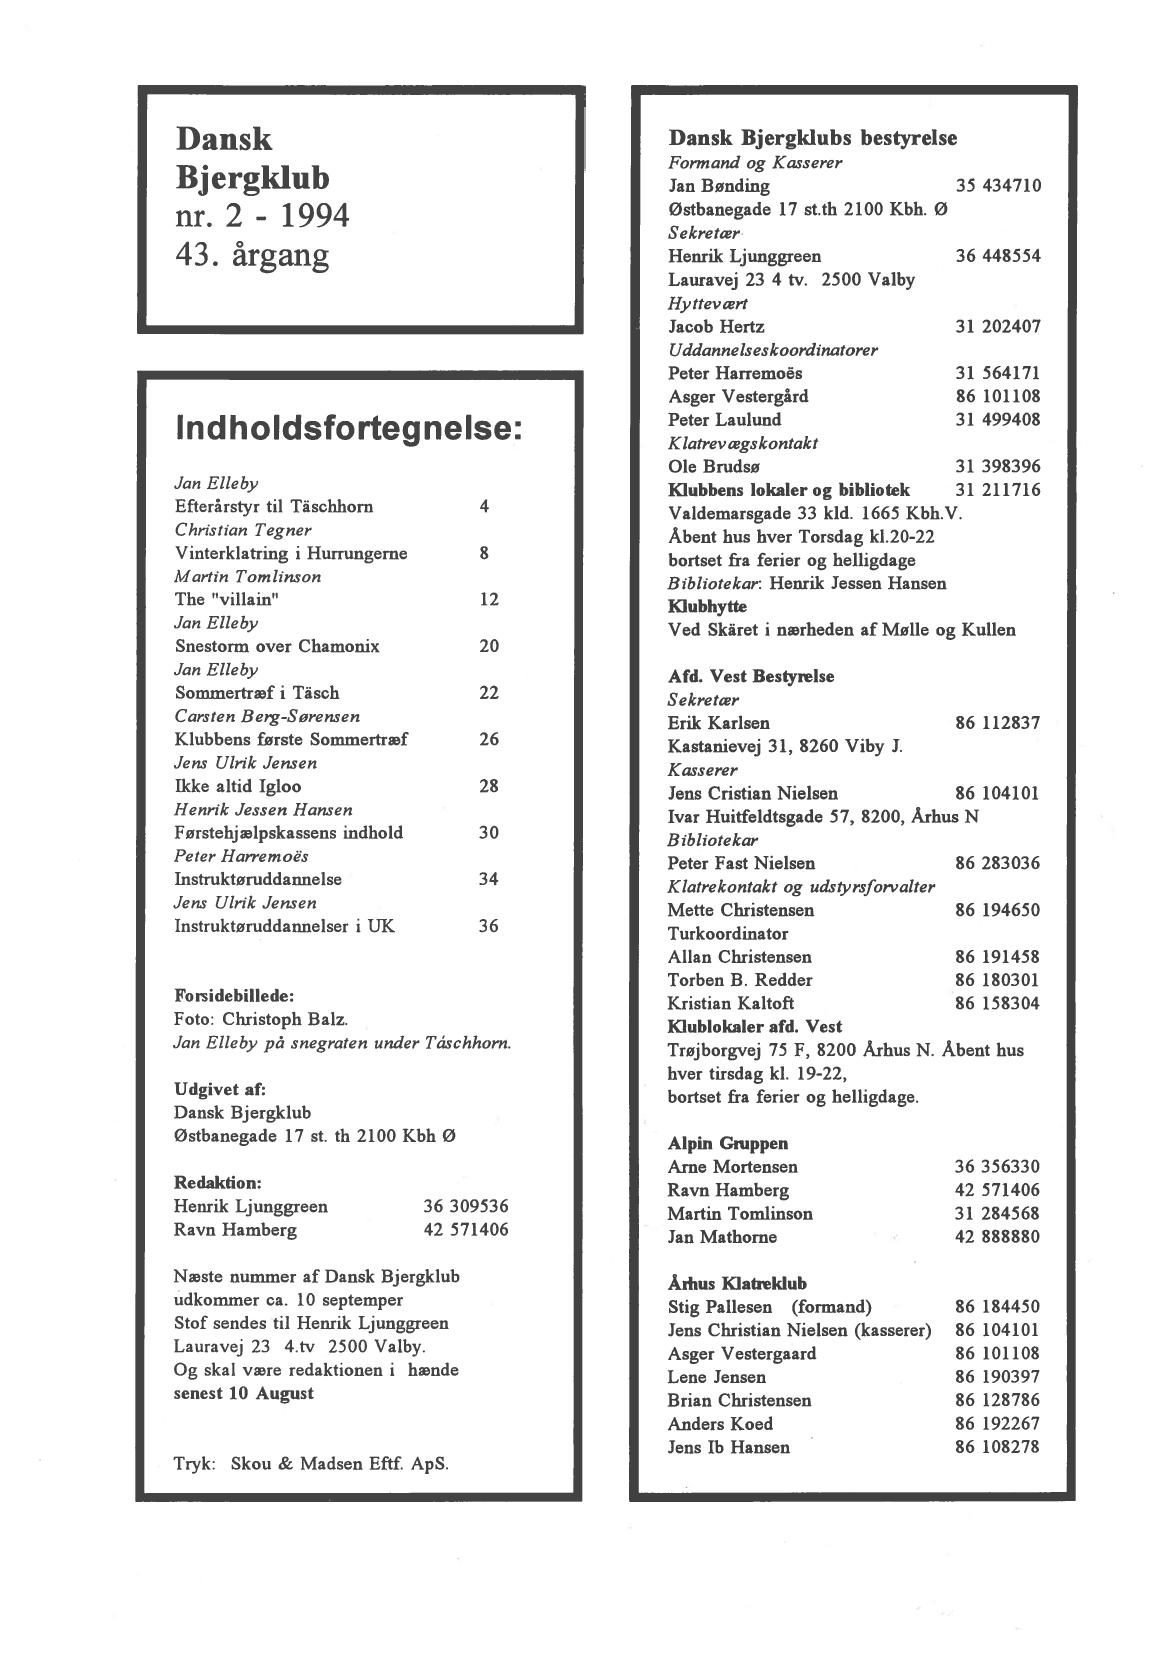 Dansk
Bjergklub
nr. 2 - 1994
43. årgang
Indholdsfortegnelse:
Jan Elleby
Efterårstyr til Täschhorn 4
Christian Tegner
Vinterklatring i Hurrungerne 8
Martin Tomlinson
The "villain" 12
Jan Elleby
Snestorm over Chamonix 20
Jan Elleby
Sommertræf i Täsch 22
Carsten Berg-Sørensen
Klubbens første Sommertræf 26
Jens Ulrik Jensen
Ikke altid Igloo 28
Henrik Jessen Hansen
Førstehjælpskassens indhold 30
Peter Harremoës
Instruktøruddannelse 34
Jens Ulrik Jensen
Instruktøruddannelser i UK 36
Forsidebillede:
Foto: Christoph Balz.
Jan Elleby på snegraten under Täschhorn.
Udgivet af:
Dansk Bjergklub
Østbanegade 17 st. th 2100 Kbh Ø
Redaktion:
Henrik Ljunggreen 36 309536
Ravn Hamberg 42 571406
Næste nummer af Dansk Bjergklub
udkommer ca. 10 septemper
Stof sendes til Henrik Ljunggreen
Lauravej 23 4.tv 2500 Valby.
Og skal være redaktionen i hænde
senest 10 August
Tryk: Skou & Madsen Eftf. ApS.
Dansk Bjergklubs bestyrelse
Formand og Kasserer
Jan Bønding 35 434710
Østbanegade 17 st.th 2100 Kbh. Ø
Sekretær
Henrik Ljunggreen 36 448554
Lauravej 23 4 tv. 2500 Valby
Hyttevært
Jacob Hertz 31 202407
Uddannelseskoordinatorer
Peter Harremoës 31 564171
Asger Vestergård 86 101108
Peter Laulund 31 499408
Klatrevægskontakt
Ole Brudsø 31 398396
Klubbens lokaler og bibliotek 31 211716
Valdemarsgade 33 kld. 1665 Kbh.V.
Åbent hus hver Torsdag kl.20-22
bortset fra ferier og helligdage
Bibliotekar: Henrik Jessen Hansen
Klubhytte
Ved Skäret i nærheden af Mølle og Kullen
Afd. Vest Bestyrelse
Sekretær
Erik Karlsen 86 112837
Kastanievej 31, 8260 Viby J.
Kasserer
Jens Cristian Nielsen 86 104101
Ivar Huitfeldtsgade 57, 8200, Århus N
Bibliotekar
Peter Fast Nielsen 86 283036
Klatrekontakt og udstyrsforvalter
Mette Christensen 86 194650
Turkoordinator
Allan Christensen 86 191458
Torben B. Redder 86 180301
Kristian Kaltoft 86 158304
Klublokaler afd. Vest
Trøjborgvej 75 F, 8200 Århus N. Åbent hus
hver tirsdag kl. 19-22,
bortset fra ferier og helligdage.
Alpin Gruppen
Arne Mortensen 36 356330
Ravn Hamberg 42 571406
Martin Tomlinson 31 284568
Jan Mathorne 42 888880
Århus Klatreklub
Stig Pallesen (formand) 86 184450
Jens Christian Nielsen (kasserer) 86 104101
Asger Vestergaard 86 101108
Lene Jensen 86 190397
Brian Christensen 86 128786
Anders Koed 86 192267
Jens Ib Hansen 86 108278